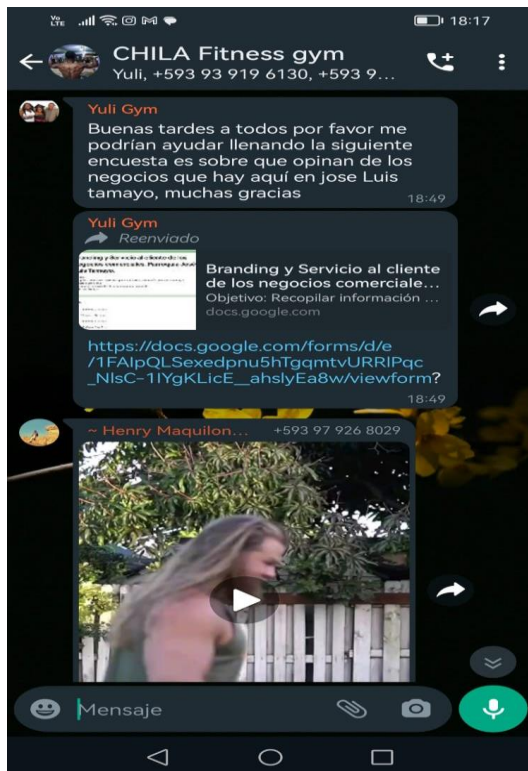 Vo
LTE
18:17
CHILA Fitness gym
Yuli, +593 93 919 6130, +593 9...
Yuli Gym
Buenas tardes a todos por favor me
podrían ayudar llenando la siguiente
encuesta es sobre que opinan de los
negocios que hay aquí en jose Luis
tamayo, muchas gracias
18:49
Yuli Gym
Reenviado
Branding y Servicio al cliente
de los negocios comerciale...
Objetivo: Recopilar información ...
docs.google.com
https://docs.google.com/forms/d/e
/1FAIpQLSexedpnu5hTgqmtvURRlPqc
_NIsC-1IYgKLicE__ahslyEa8w/viewform?
18:49
~ Henry Maquilon... +593 97 926 8029
Mensaje